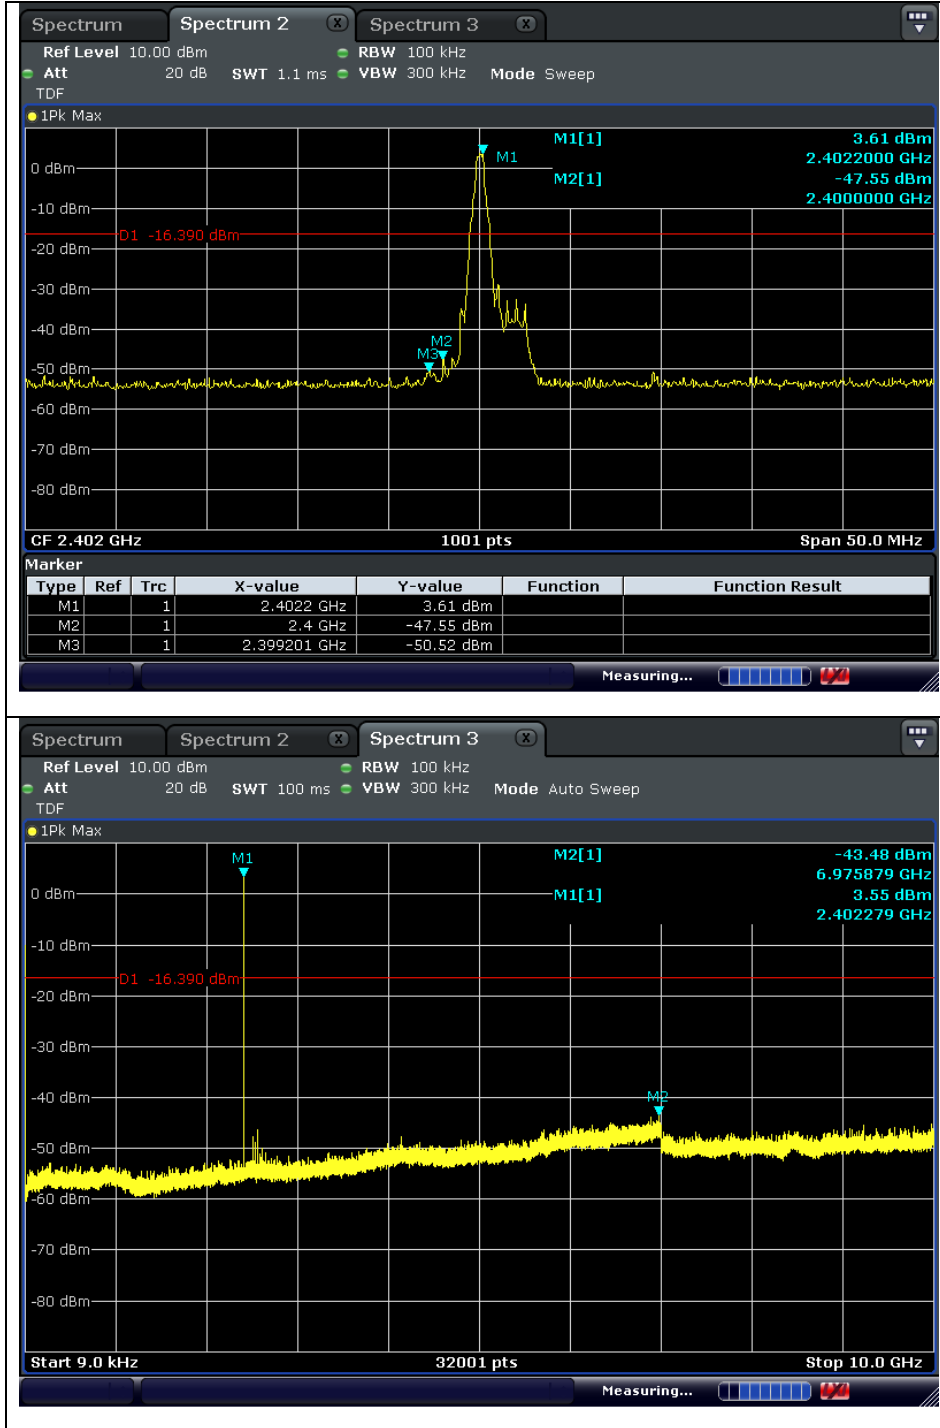 Spectrum Spectrum 2 X Spectrum 3 X
Ref Level 10.00 dBm RBW 100 kHz
Att 20 dB SWT 1.1 ms VBW 300 kHz Mode Sweep
TDF
1Pk Max
M1[1] 3.61 dBm
2.4022000 GHz
M2[1] -47.55 dBm
2.4000000 GHz
M1
0 dBm
-10 dBm
D1 -16.390 dBm
-20 dBm
-30 dBm
-40 dBm
M2
M3
-50 dBm
-60 dBm
-70 dBm
-80 dBm
CF 2.402 GHz 1001 pts Span 50.0 MHz
Marker
Type Ref Trc X-value Y-value Function Function Result
M1 1 2.4022 GHz 3.61 dBm
M2 1 2.4 GHz -47.55 dBm
M3 1 2.399201 GHz -50.52 dBm
Measuring...
Spectrum Spectrum 2 X Spectrum 3 X
Ref Level 10.00 dBm RBW 100 kHz
Att 20 dB SWT 100 ms VBW 300 kHz Mode Auto Sweep
TDF
1Pk Max
M2[1] -43.48 dBm
6.975879 GHz
M1[1] 3.55 dBm
2.402279 GHz
M1
0 dBm
-10 dBm
D1 -16.390 dBm
-20 dBm
-30 dBm
-40 dBm
M2
-50 dBm
-60 dBm
-70 dBm
-80 dBm
Start 9.0 kHz 32001 pts Stop 10.0 GHz
Measuring...